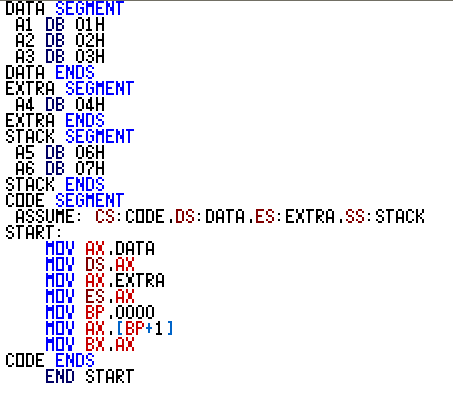 DATA SEGMENT
A1 DB 01H
A2 DB 02H
A3 DB 03H
DATA ENDS
EXTRA SEGMENT
A4 DB 04H
EXTRA ENDS
STACK SEGMENT
A5 DB 06H
A6 DB 07H
STACK ENDS
CODE SEGMENT
ASSUME: CS:CODE.DS:DATA.ES:EXTRA.SS:STACK
START:
MOV AX.DATA
MOV DS.AX
MOV AX.EXTRA
MOV ES.AX
MOV BP.0000
MOV AX.[BP+1]
MOV BX.AX
CODE ENDS
END START